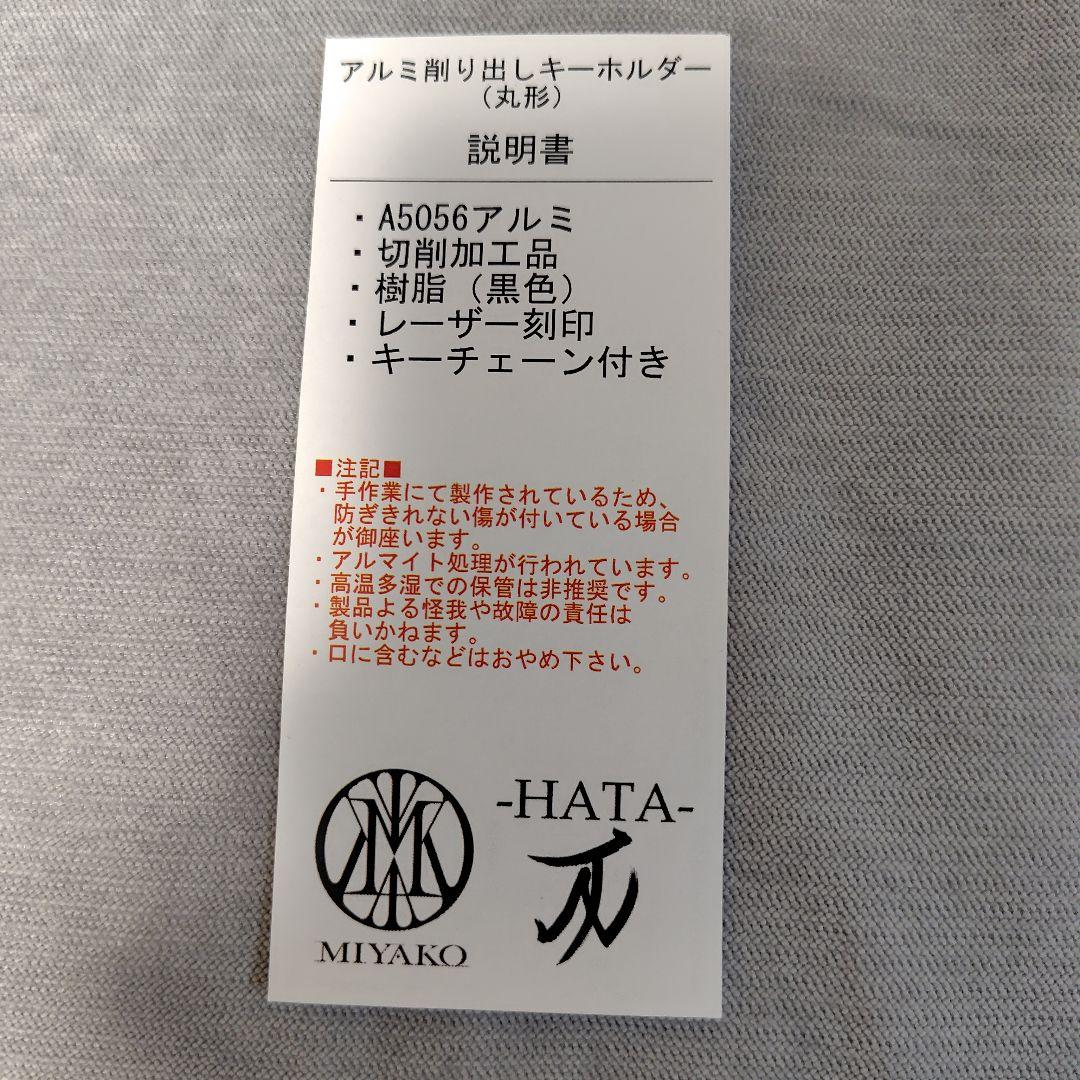 アルミ削り出しキーホルダー
（丸形）
説明書
・A5056アルミ
・切削加工品
・樹脂（黒色）
・レーザー刻印
・キーチェーン付き
■注記■
・手作業にて製作されているため、
防ぎきれない傷が付いている場合
が御座います。
・アルマイト処理が行われています。
・高温多湿での保管は非推奨です。
・製品よる怪我や故障の責任は
負いかねます。
・口に含むなどはおやめ下さい。
MIYAKO
-HATA-